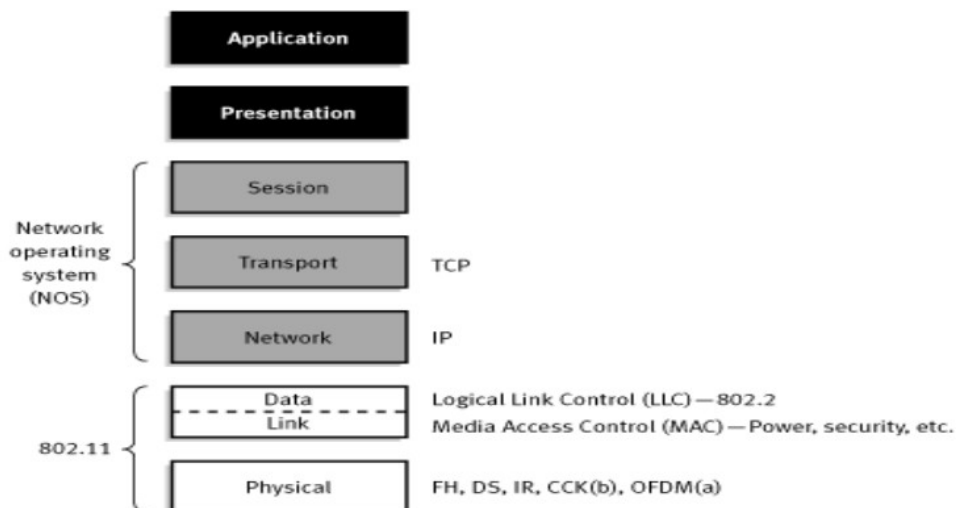 Application
Presentation
Session
Network
operating
system
(NOS)
Transport
TCP
Network
IP
Data
Link
Logical Link Control (LLC)—802.2
Media Access Control (MAC)—Power, security, etc.
802.11
Physical
FH, DS, IR, CCK(b), OFDM(a)